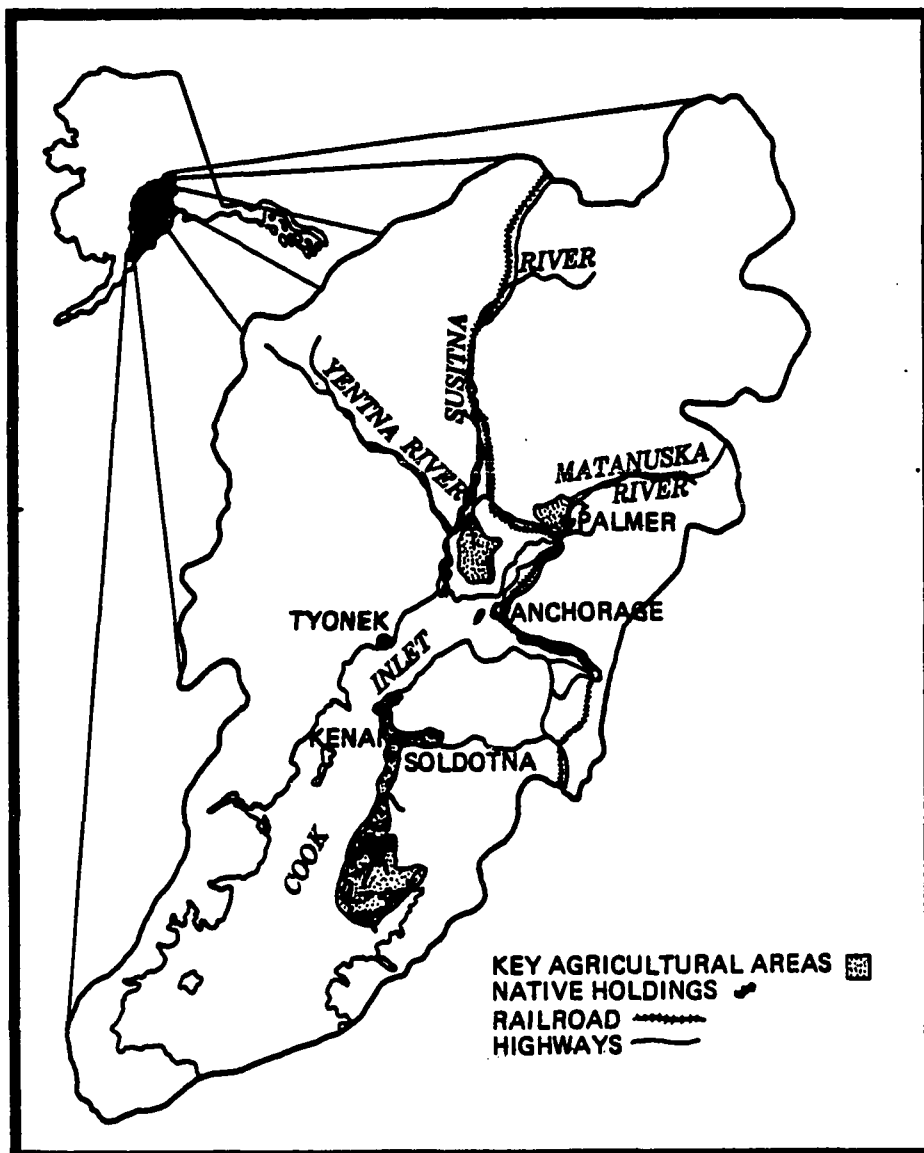 RIVER
SUSITNA
YENTNA RIVER
MATANUSKA
RIVER
PALMER
TYONEK
ANCHORAGE
INLET
KENAI
SOLDOTNA
COOK
KEY AGRICULTURAL AREAS
NATIVE HOLDINGS
RAILROAD
HIGHWAYS